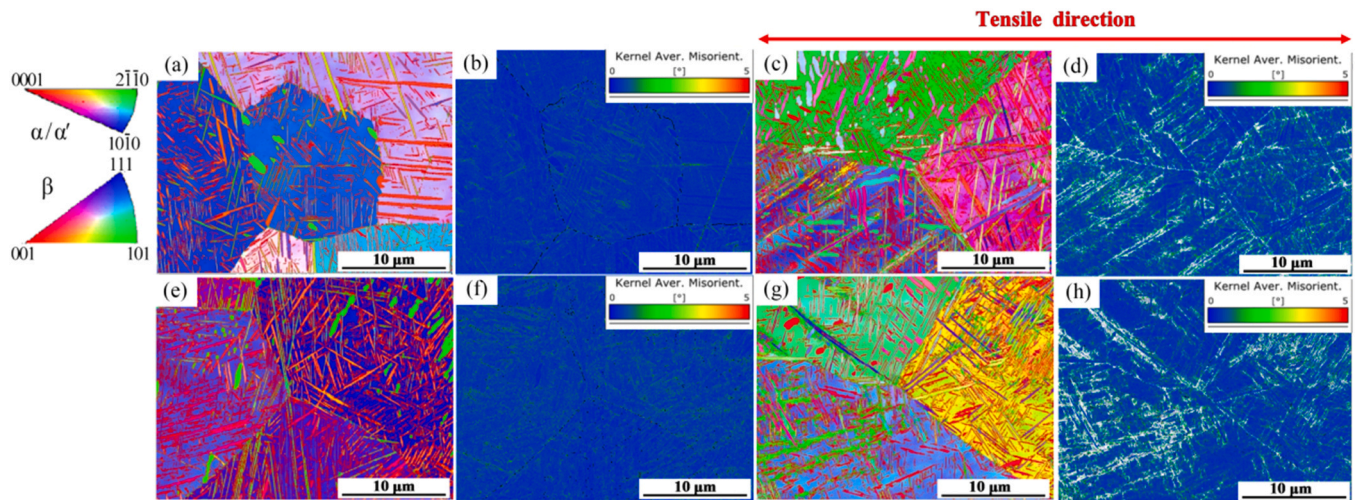 Tensile direction
0001
2110
α/α′
1010
111
β
001
101
(a)
10 μm
(b)
Kernel Aver. Misorient.
0 [°] 5
10 μm
(c)
10 μm
(d)
Kernel Aver. Misorient.
0 [°] 5
10 μm
(e)
10 μm
(f)
Kernel Aver. Misorient.
0 [°] 5
10 μm
(g)
10 μm
(h)
Kernel Aver. Misorient.
0 [°] 5
10 μm